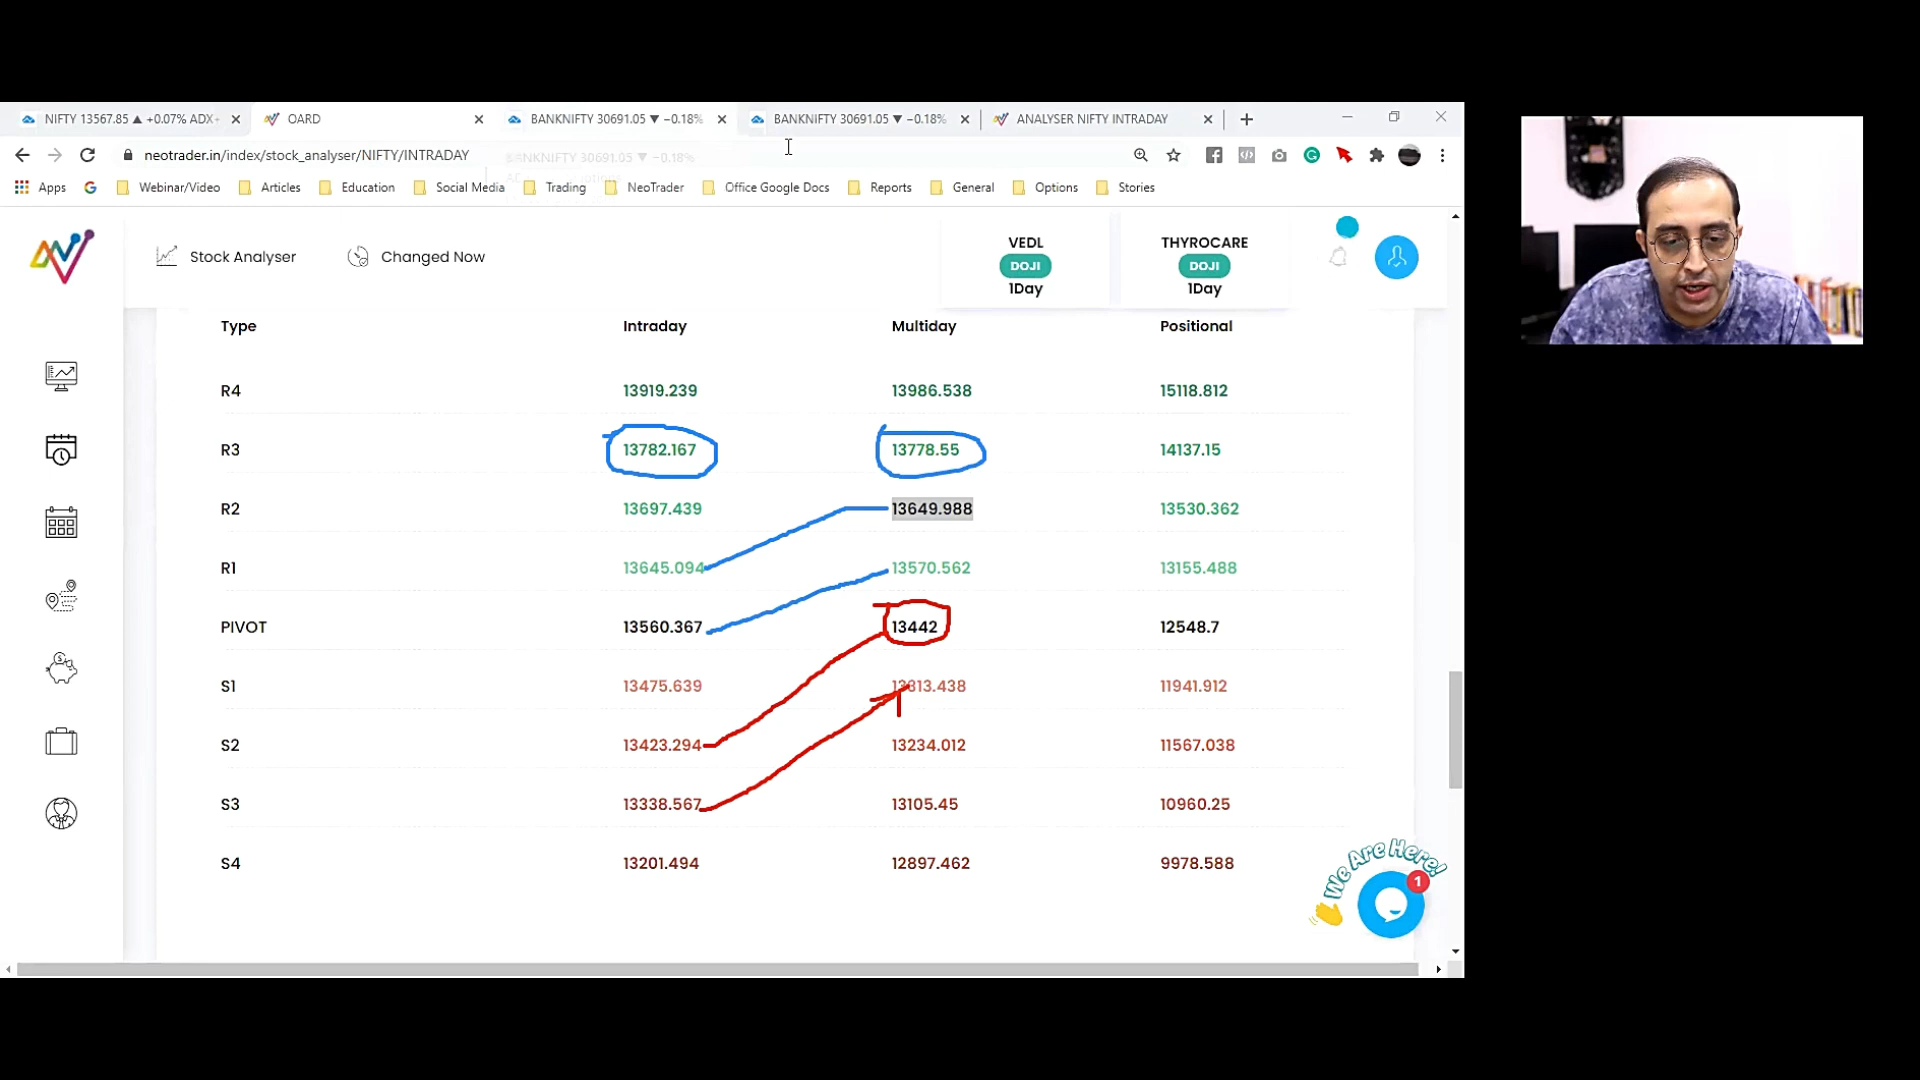 NIFTY 13567.85 ▲ +0.07% ADX
OARD
BANKNIFTY 30691.05 ▼ −0.18%
BANKNIFTY 30691.05 ▼ −0.18%
ANALYSER NIFTY INTRADAY
neotrader.in/index/stock_analyser/NIFTY/INTRADAY
BANKNIFTY 30691.05 ▼ −0.18%
Apps
Webinar/Video
Articles
Education
Social Media
Trading
NeoTrader
Office Google Docs
Reports
General
Options
Stories
Stock Analyser
Changed Now
VEDL
DOJI
1Day
THYROCARE
DOJI
1Day
Type Intraday Multiday Positional
R4 13919.239 13986.538 15118.812
R3 13782.167 13778.55 14137.15
R2 13697.439 13649.988 13530.362
R1 13645.094 13570.562 13155.488
PIVOT 13560.367 13442 12548.7
S1 13475.639 13313.438 11941.912
S2 13423.294 13234.012 11567.038
S3 13338.567 13105.45 10960.25
S4 13201.494 12897.462 9978.588
We Are Here!
1